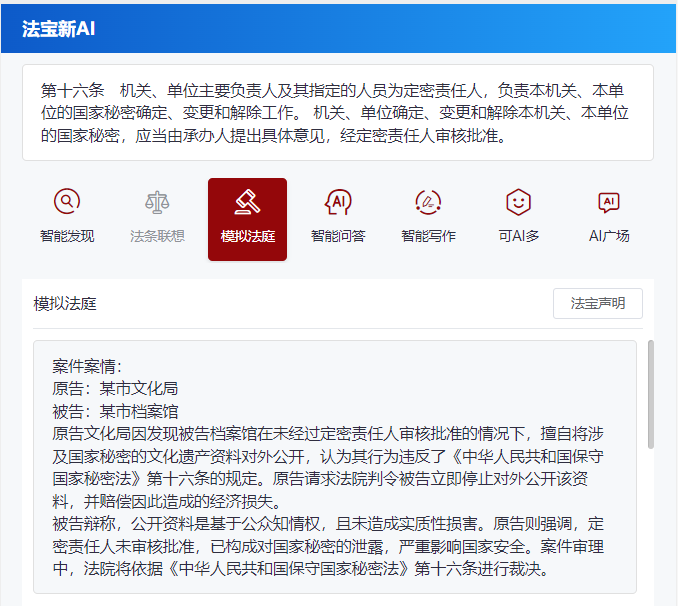 法宝新AI
第十六条　机关、单位主要负责人及其指定的人员为定密责任人，负责本机关、本单
位的国家秘密确定、变更和解除工作。 机关、单位确定、变更和解除本机关、本单位
的国家秘密，应当由承办人提出具体意见，经定密责任人审核批准。
AI
AI
智能发现
法条联想
模拟法庭
智能问答
智能写作
可AI多
AI广场
模拟法庭
法宝声明
案件案情：
原告：某市文化局
被告：某市档案馆
原告文化局因发现被告档案馆在未经过定密责任人审核批准的情况下，擅自将涉
及国家秘密的文化遗产资料对外公开，认为其行为违反了《中华人民共和国保守
国家秘密法》第十六条的规定。原告请求法院判令被告立即停止对外公开该资
料，并赔偿因此造成的经济损失。
被告辩称，公开资料是基于公众知情权，且未造成实质性损害。原告则强调，定
密责任人未审核批准，已构成对国家秘密的泄露，严重影响国家安全。案件审理
中，法院将依据《中华人民共和国保守国家秘密法》第十六条进行裁决。